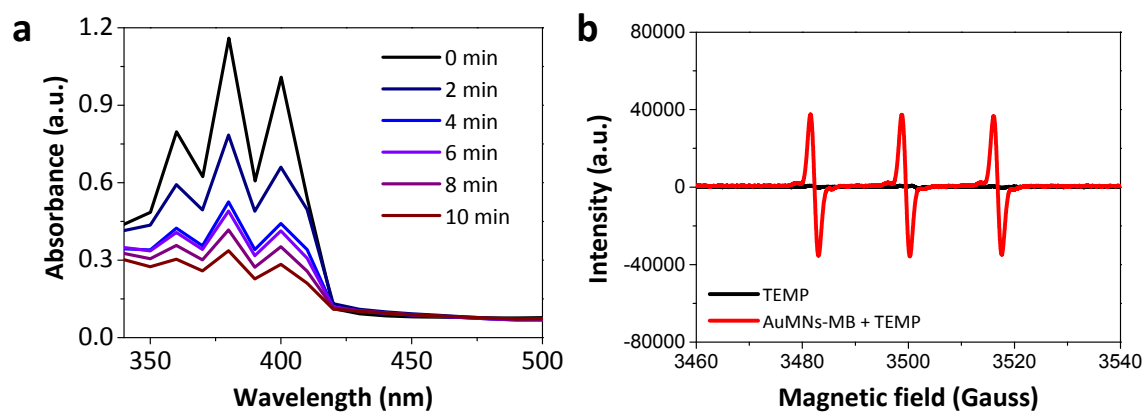 a
1.2
0.9
0.6
0.3
0.0
Absorbance (a.u.)
350
400
450
500
Wavelength (nm)
0 min
2 min
4 min
6 min
8 min
10 min
b
80000
40000
0
-40000
-80000
Intensity (a.u.)
3460
3480
3500
3520
3540
Magnetic field (Gauss)
TEMP
AuMNs-MB + TEMP